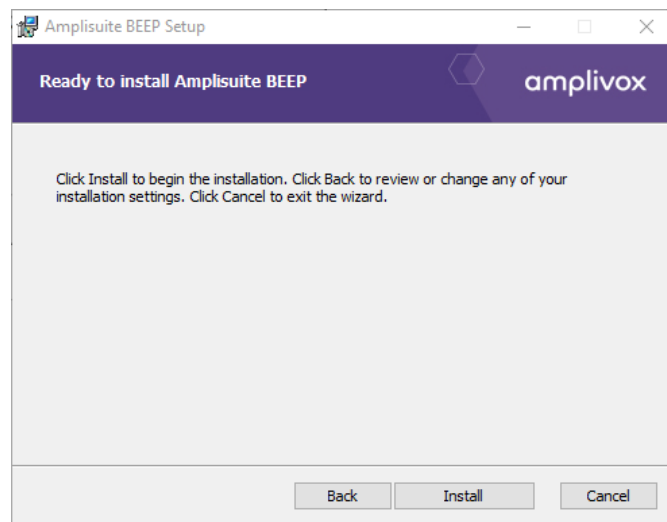 Amplisuite BEEP Setup
Ready to install Amplisuite BEEP
amplivox
Click Install to begin the installation. Click Back to review or change any of your
installation settings. Click Cancel to exit the wizard.
Back Install Cancel